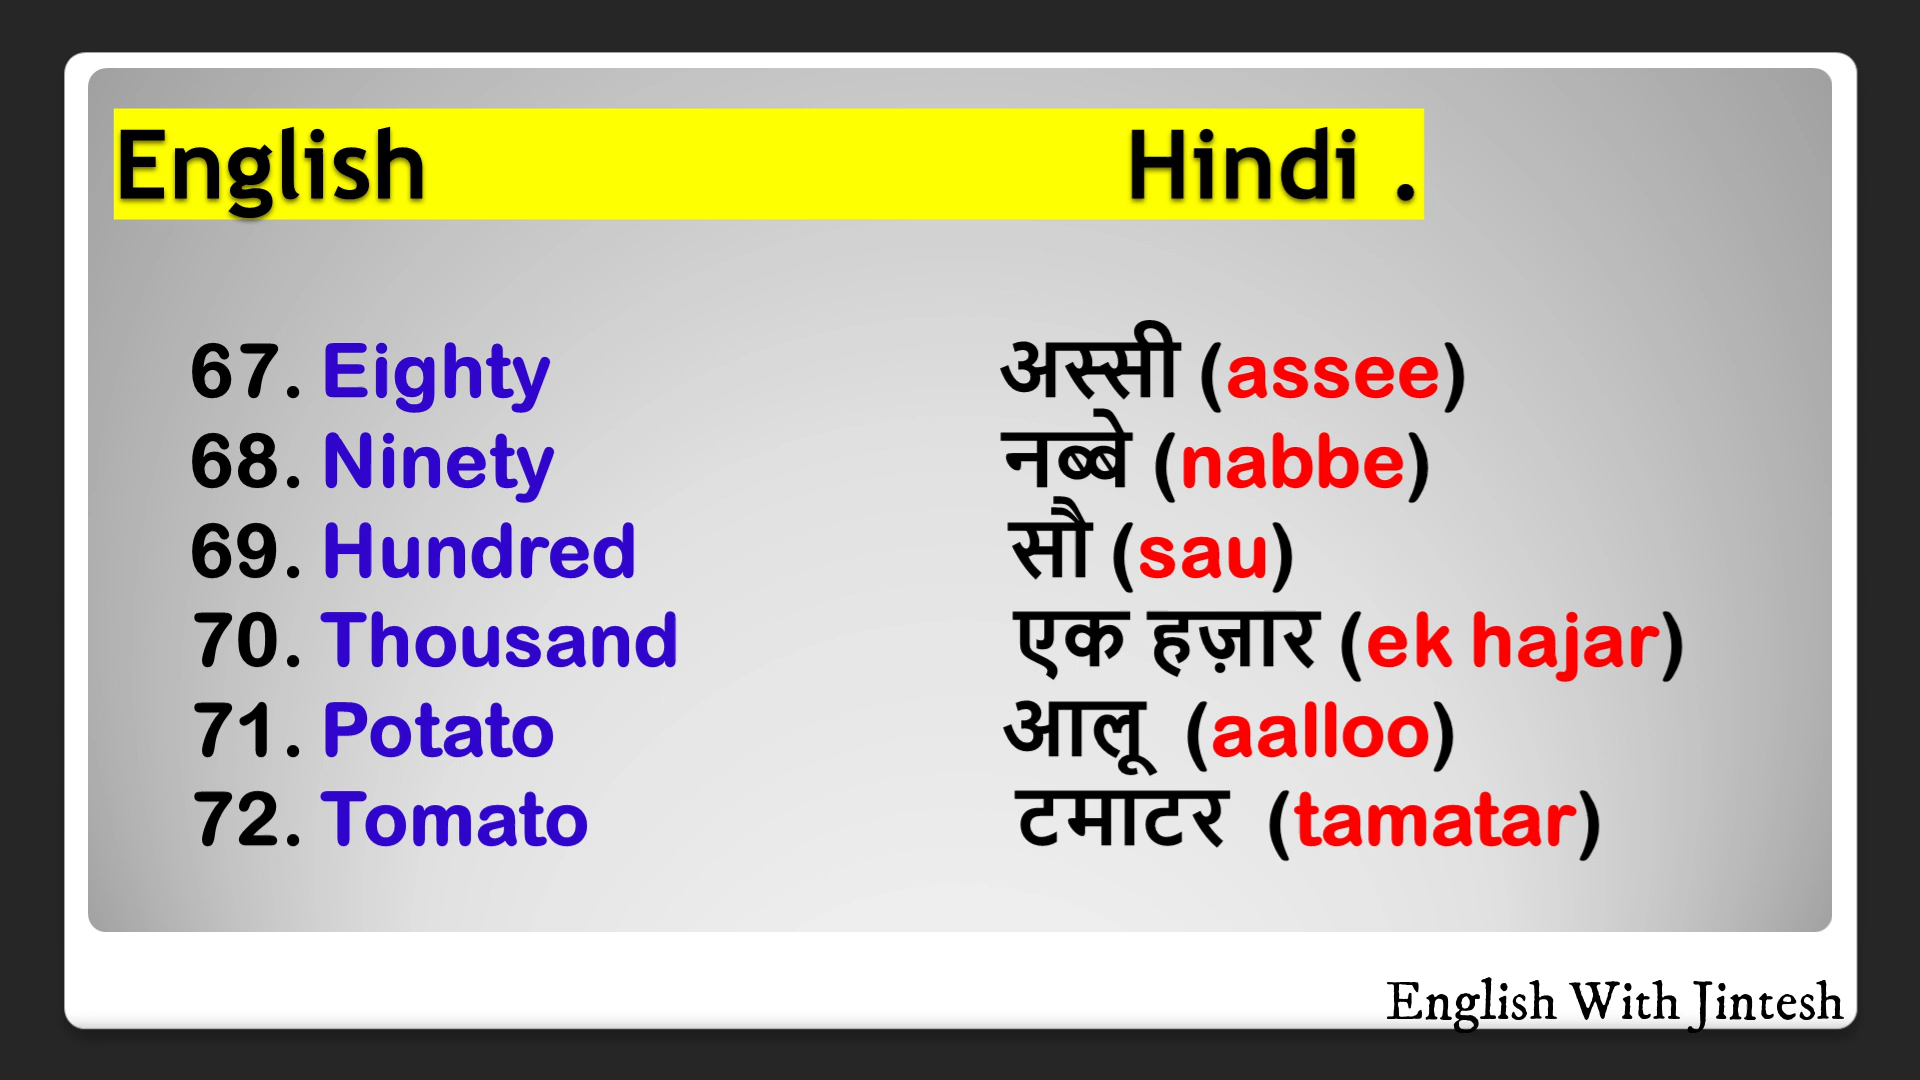 English Hindi .
67. Eighty अस्सी (assee)
68. Ninety नब्बे (nabbe)
69. Hundred सौ (sau)
70. Thousand एक हज़ार (ek hajar)
71. Potato आलू (aalloo)
72. Tomato टमाटर (tamatar)
English With Jintesh